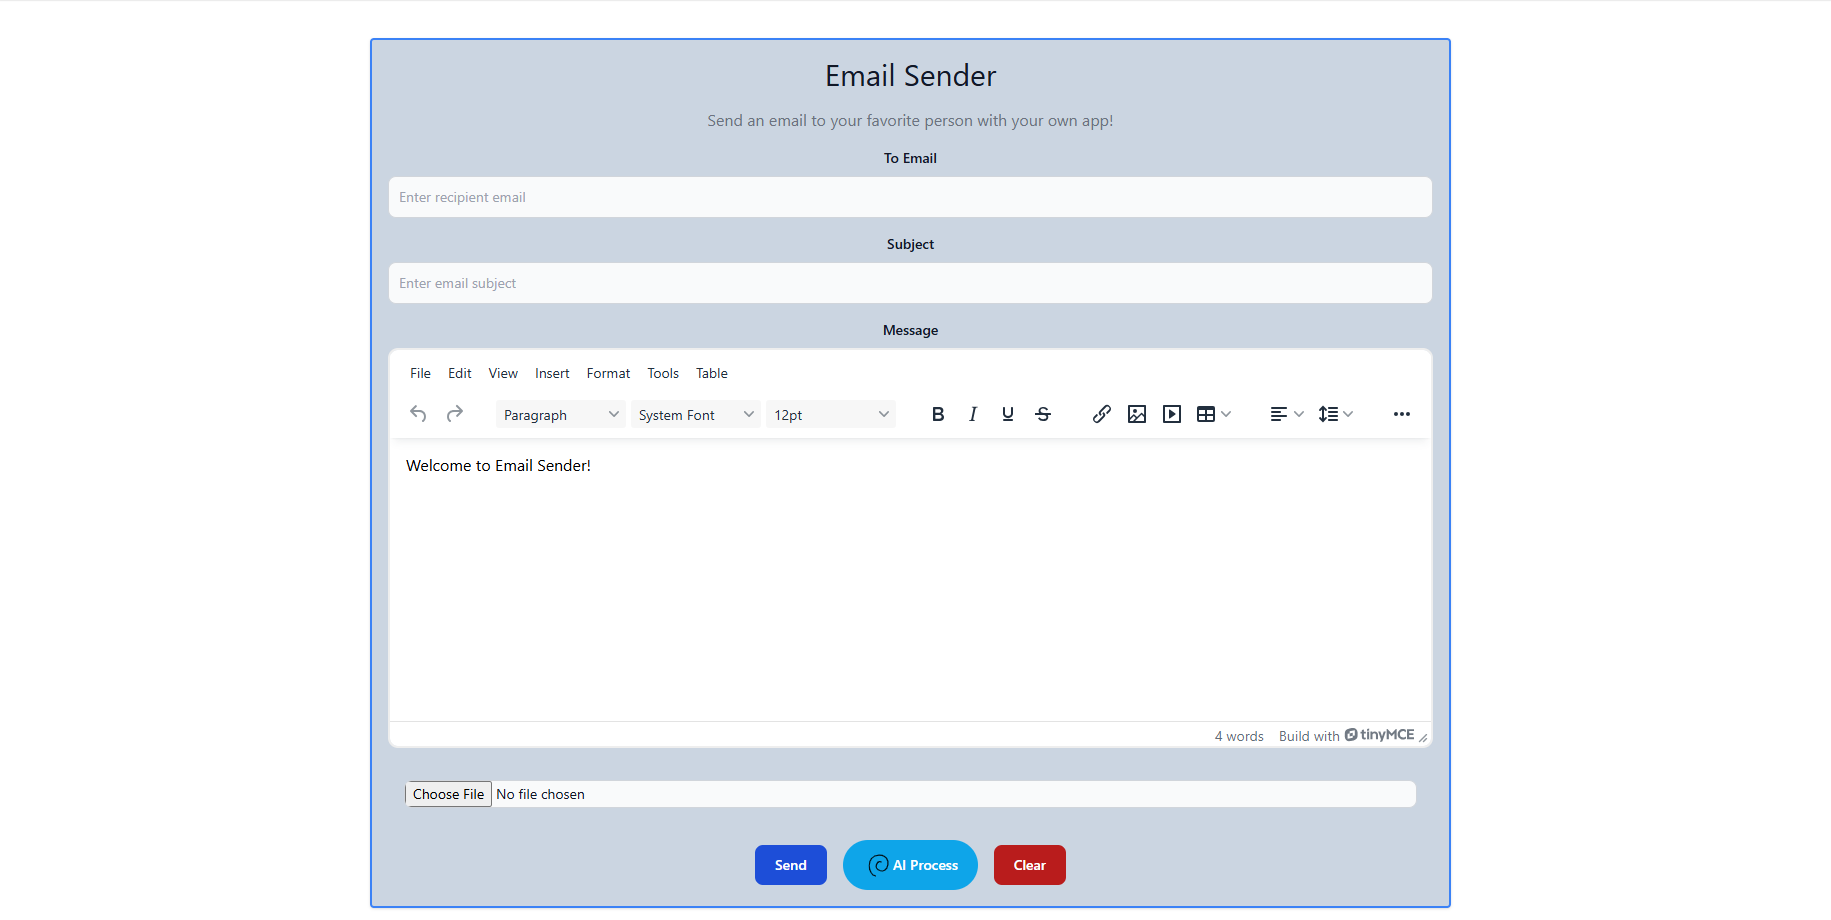 Email Sender
Send an email to your favorite person with your own app!
To Email
Enter recipient email
Subject
Enter email subject
Message
File Edit View Insert Format Tools Table
Paragraph System Font 12pt B I U S
Welcome to Email Sender!
4 words Build with tinyMCE
Choose File No file chosen
Send AI Process Clear